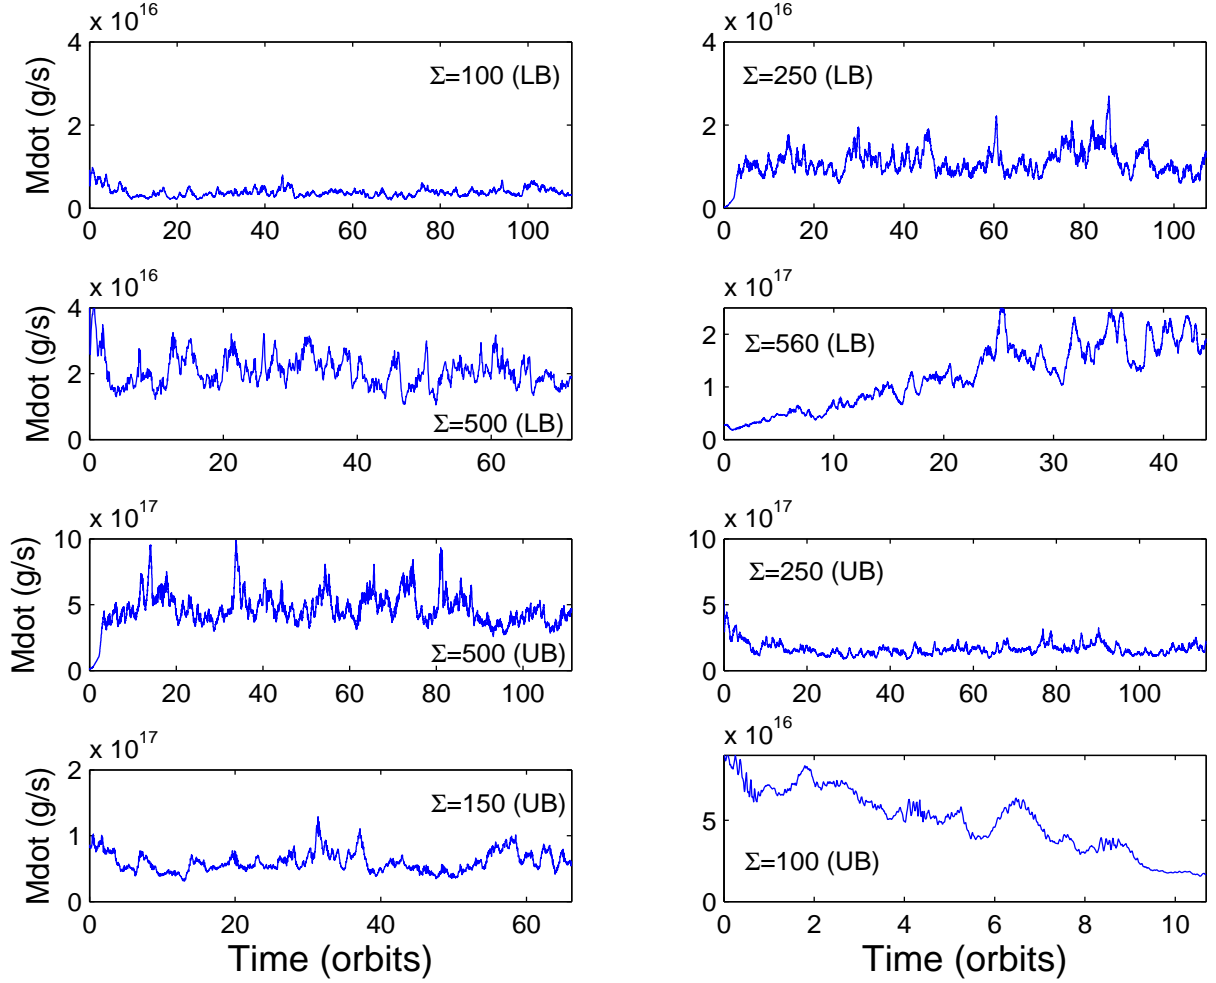 x 10^16
4
2
0
Mdot (g/s)
Σ=100 (LB)
0 20 40 60 80 100
x 10^16
4
2
0
Σ=250 (LB)
0 20 40 60 80 100
x 10^16
4
2
0
Mdot (g/s)
Σ=500 (LB)
0 20 40 60
x 10^17
2
1
0
Σ=560 (LB)
0 10 20 30 40
x 10^17
10
5
0
Mdot (g/s)
Σ=500 (UB)
0 20 40 60 80 100
x 10^17
10
5
0
Σ=250 (UB)
0 20 40 60 80 100
x 10^17
2
1
0
Mdot (g/s)
Σ=150 (UB)
0 20 40 60
Time (orbits)
x 10^16
5
0
Σ=100 (UB)
0 2 4 6 8 10
Time (orbits)